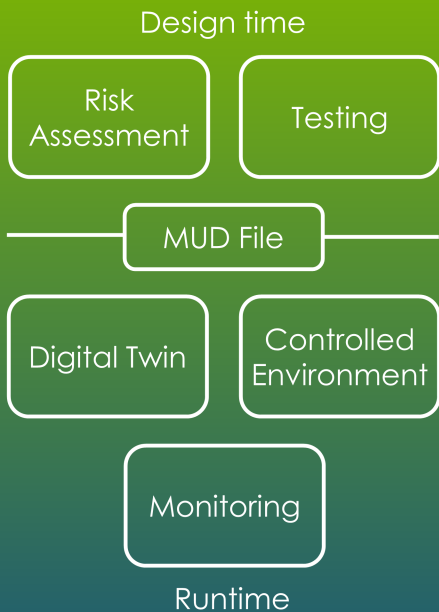 Design time
Risk
Assessment
Testing
MUD File
Digital Twin
Controlled
Environment
Monitoring
Runtime